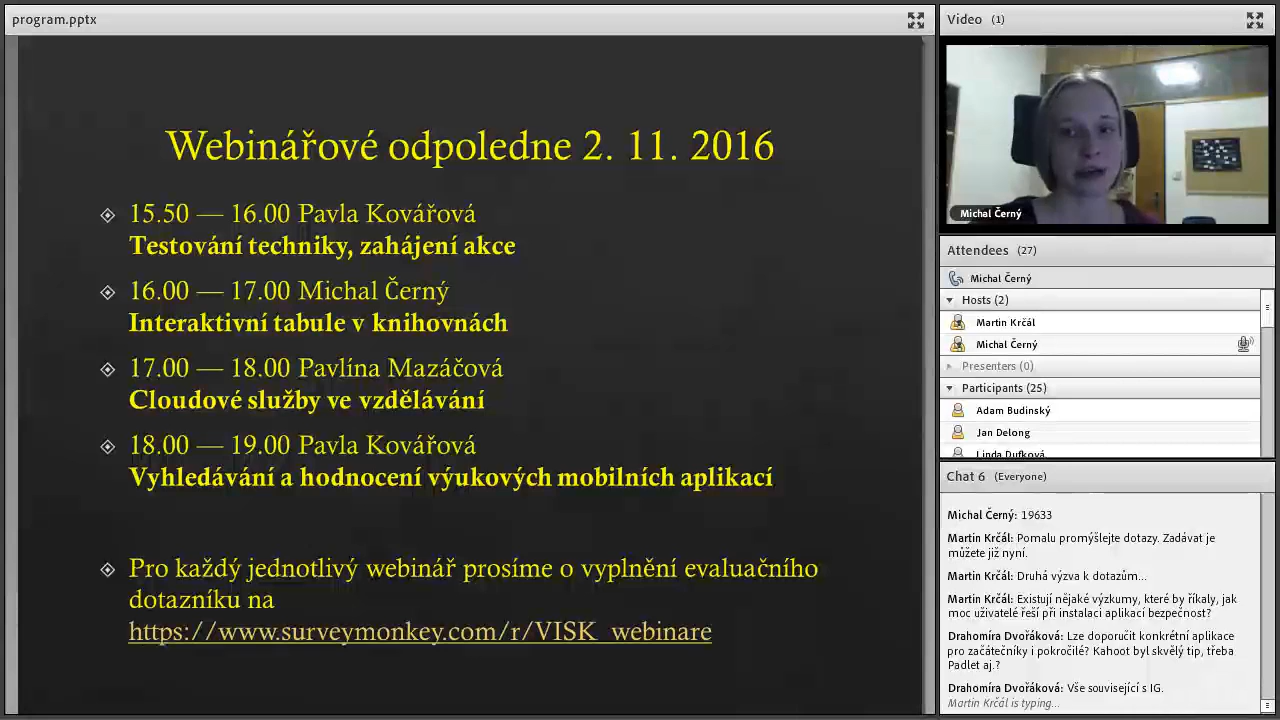 program.pptx
Webinářové odpoledne 2. 11. 2016
15.50 — 16.00 Pavla Kovářová
Testování techniky, zahájení akce
16.00 — 17.00 Michal Černý
Interaktivní tabule v knihovnách
17.00 — 18.00 Pavlína Mazáčová
Cloudové služby ve vzdělávání
18.00 — 19.00 Pavla Kovářová
Vyhledávání a hodnocení výukových mobilních aplikací
Pro každý jednotlivý webinář prosíme o vyplnění evaluačního
dotazníku na
https://www.surveymonkey.com/r/VISK_webinare
Video (1)
Michal Černý
Attendees (27)
Michal Černý
Hosts (2)
Martin Krčál
Michal Černý
Presenters (0)
Participants (25)
Adam Budinský
Jan Delong
Linda Dufková
Chat 6 (Everyone)
Michal Černý: 19633
Martin Krčál: Pomalu promýšlejte dotazy. Zadávat je
můžete již nyní.
Martin Krčál: Druhá výzva k dotazům...
Martin Krčál: Existují nějaké výzkumy, které by říkaly, jak
moc uživatelé řeší při instalaci aplikací bezpečnost?
Drahomíra Dvořáková: Lze doporučit konkrétní aplikace
pro začátečníky i pokročilé? Kahoot byl skvělý tip, třeba
Padlet aj.?
Drahomíra Dvořáková: Vše související s IG.
Martin Krčál is typing...